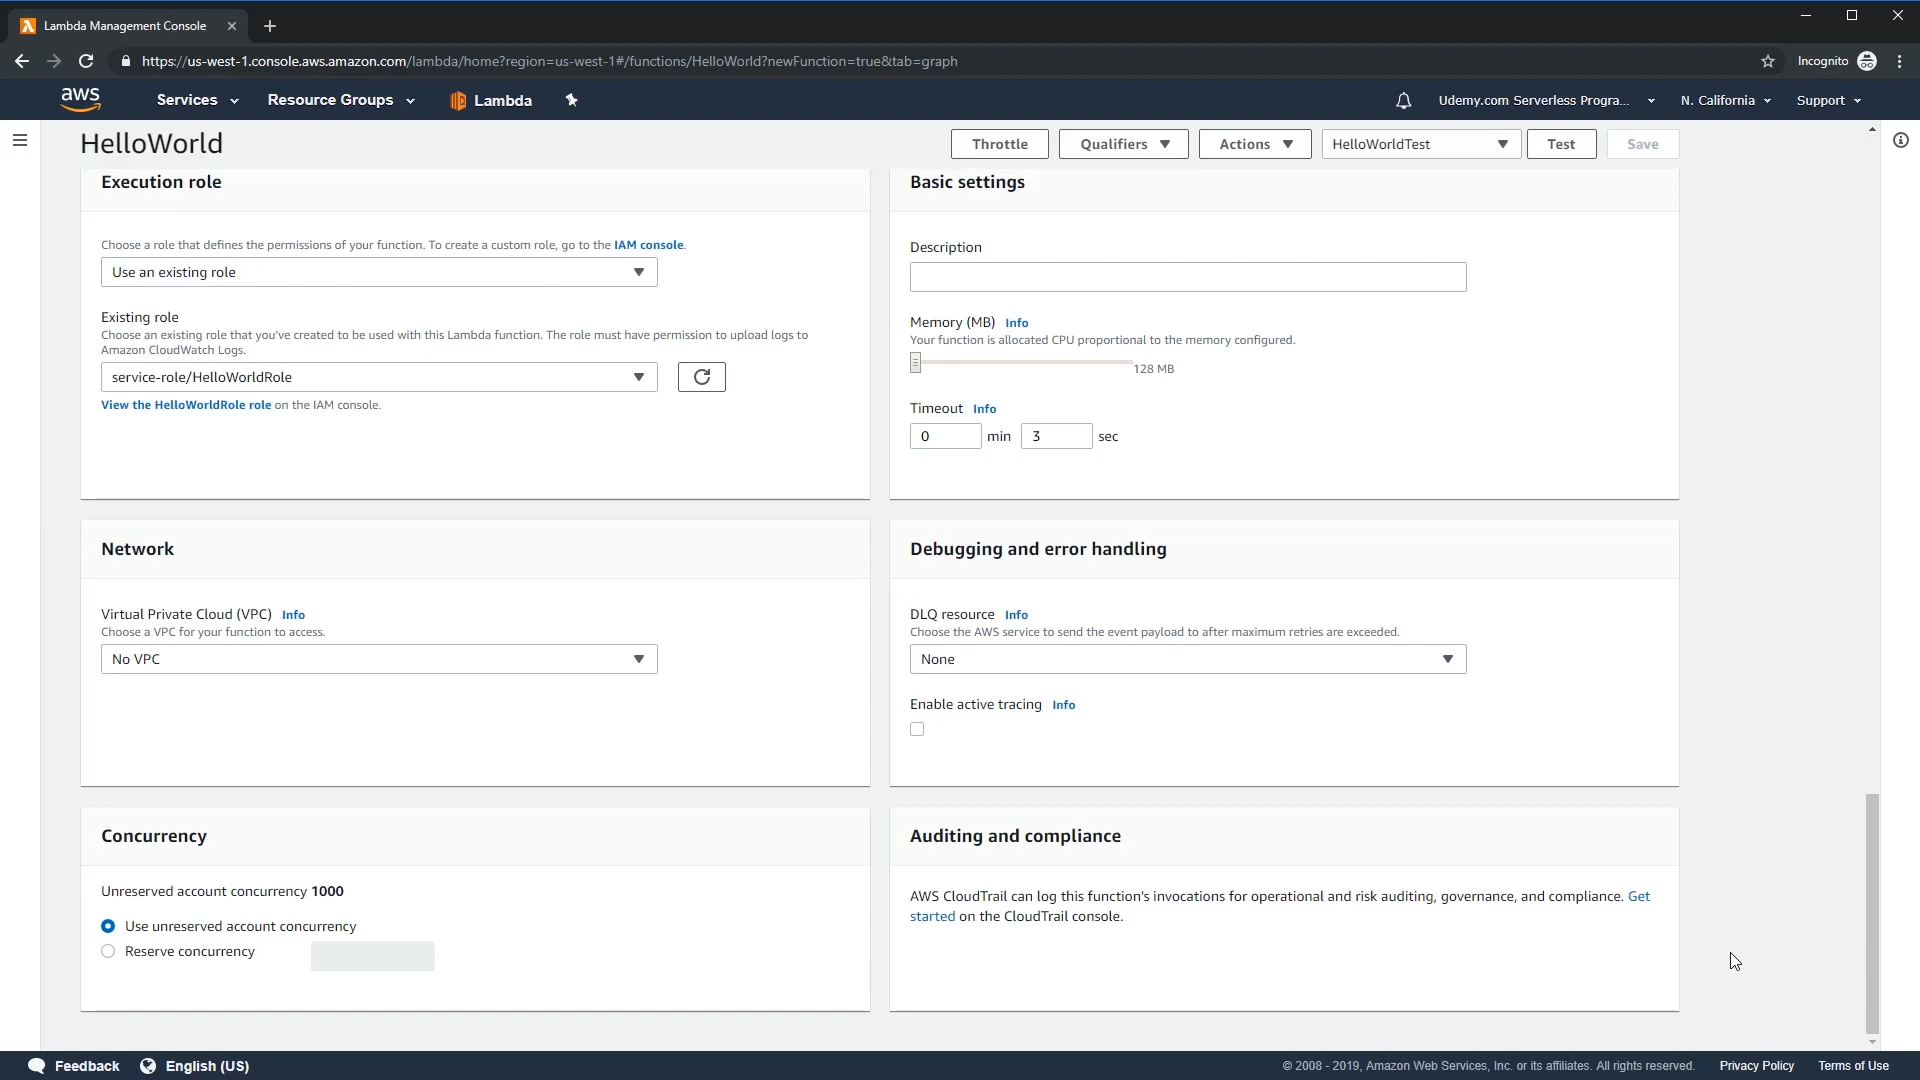 Lambda Management Console
https://us-west-1.console.aws.amazon.com/lambda/home?region=us-west-1#/functions/HelloWorld?newFunction=true&tab=graph
Incognito
aws
Services
Resource Groups
Lambda
Udemy.com Serverless Progra...
N. California
Support
HelloWorld
Throttle
Qualifiers
Actions
HelloWorldTest
Test
Save
Execution role
Choose a role that defines the permissions of your function. To create a custom role, go to the IAM console.
Use an existing role
Existing role
Choose an existing role that you've created to be used with this Lambda function. The role must have permission to upload logs to
Amazon CloudWatch Logs.
service-role/HelloWorldRole
View the HelloWorldRole role on the IAM console.
Basic settings
Description
Memory (MB) Info
Your function is allocated CPU proportional to the memory configured.
128 MB
Timeout Info
0 min 3 sec
Network
Virtual Private Cloud (VPC) Info
Choose a VPC for your function to access.
No VPC
Debugging and error handling
DLQ resource Info
Choose the AWS service to send the event payload to after maximum retries are exceeded.
None
Enable active tracing Info
Concurrency
Unreserved account concurrency 1000
Use unreserved account concurrency
Reserve concurrency
Auditing and compliance
AWS CloudTrail can log this function's invocations for operational and risk auditing, governance, and compliance. Get
started on the CloudTrail console.
Feedback
English (US)
© 2008 - 2019, Amazon Web Services, Inc. or its affiliates. All rights reserved.
Privacy Policy
Terms of Use